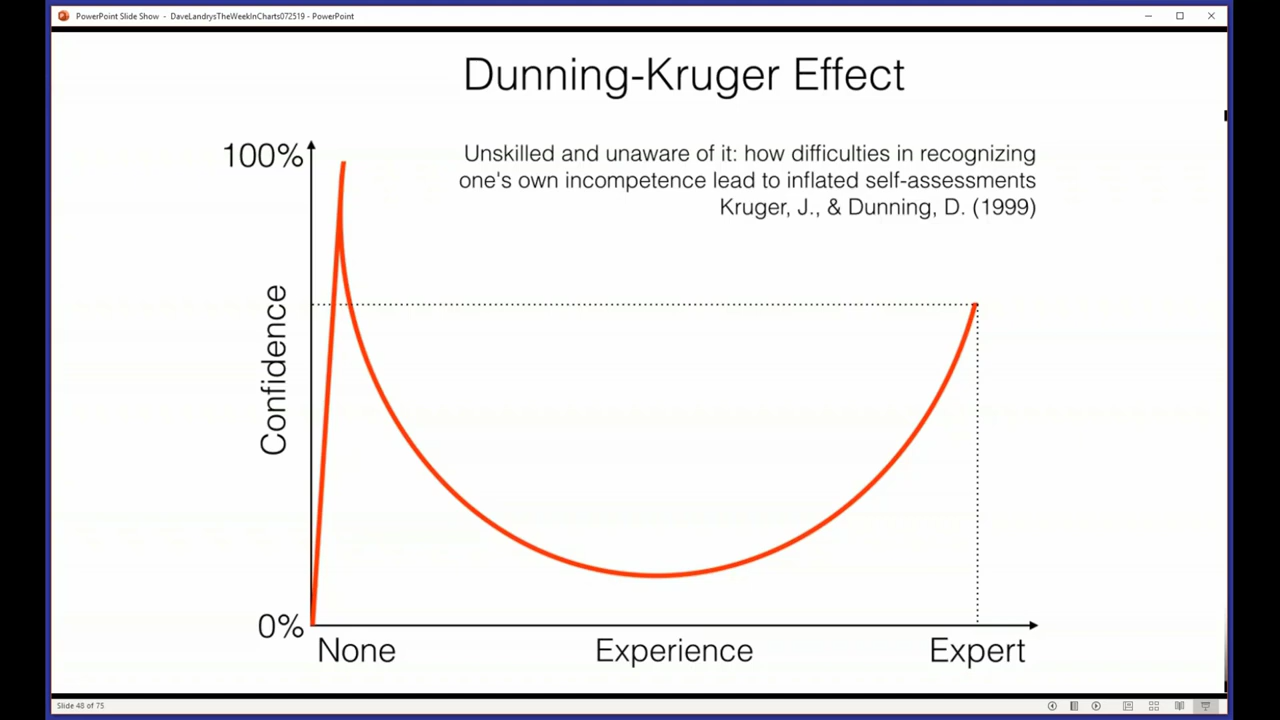 PowerPoint Slide Show - DaveLandrysTheWeekInCharts072519 - PowerPoint
Dunning-Kruger Effect
Unskilled and unaware of it: how difficulties in recognizing
one's own incompetence lead to inflated self-assessments
Kruger, J., & Dunning, D. (1999)
100%
Confidence
0%
None
Experience
Expert
Slide 48 of 75